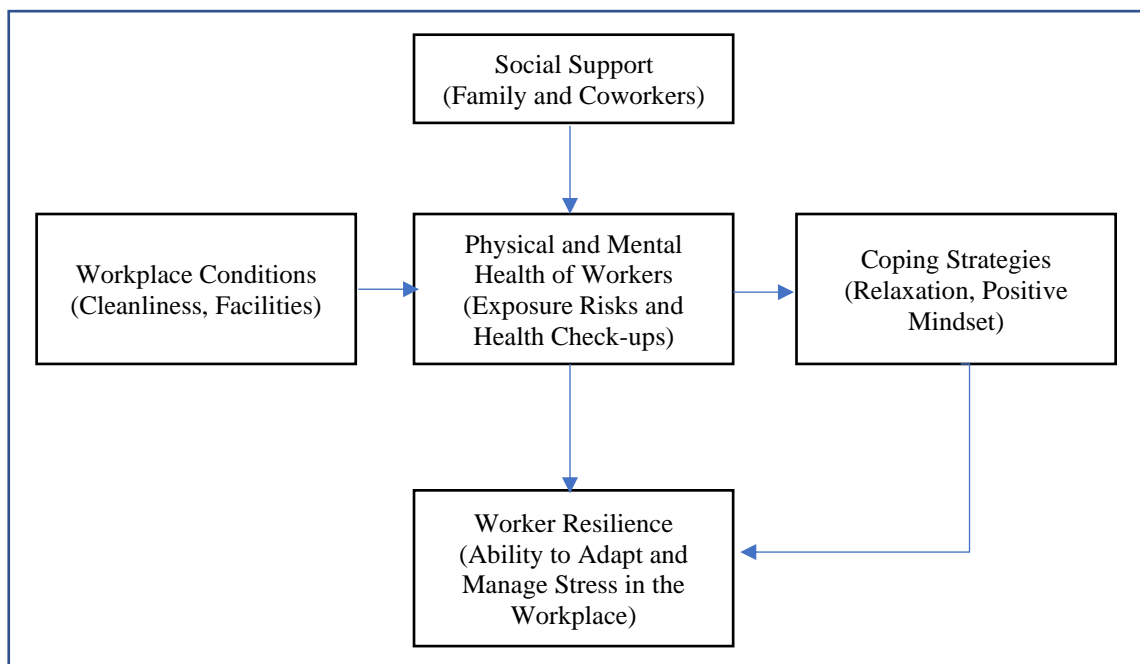 Social Support
(Family and Coworkers)
Workplace Conditions
(Cleanliness, Facilities)
Physical and Mental
Health of Workers
(Exposure Risks and
Health Check-ups)
Coping Strategies
(Relaxation, Positive
Mindset)
Worker Resilience
(Ability to Adapt and
Manage Stress in the
Workplace)